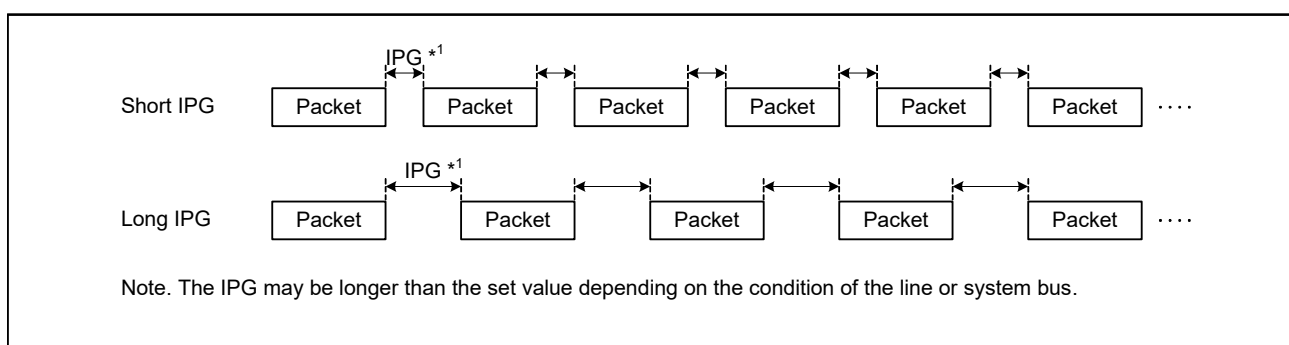 IPG *1
Short IPG Packet Packet Packet Packet Packet Packet ....
IPG *1
Long IPG Packet Packet Packet Packet Packet ....
Note. The IPG may be longer than the set value depending on the condition of the line or system bus.